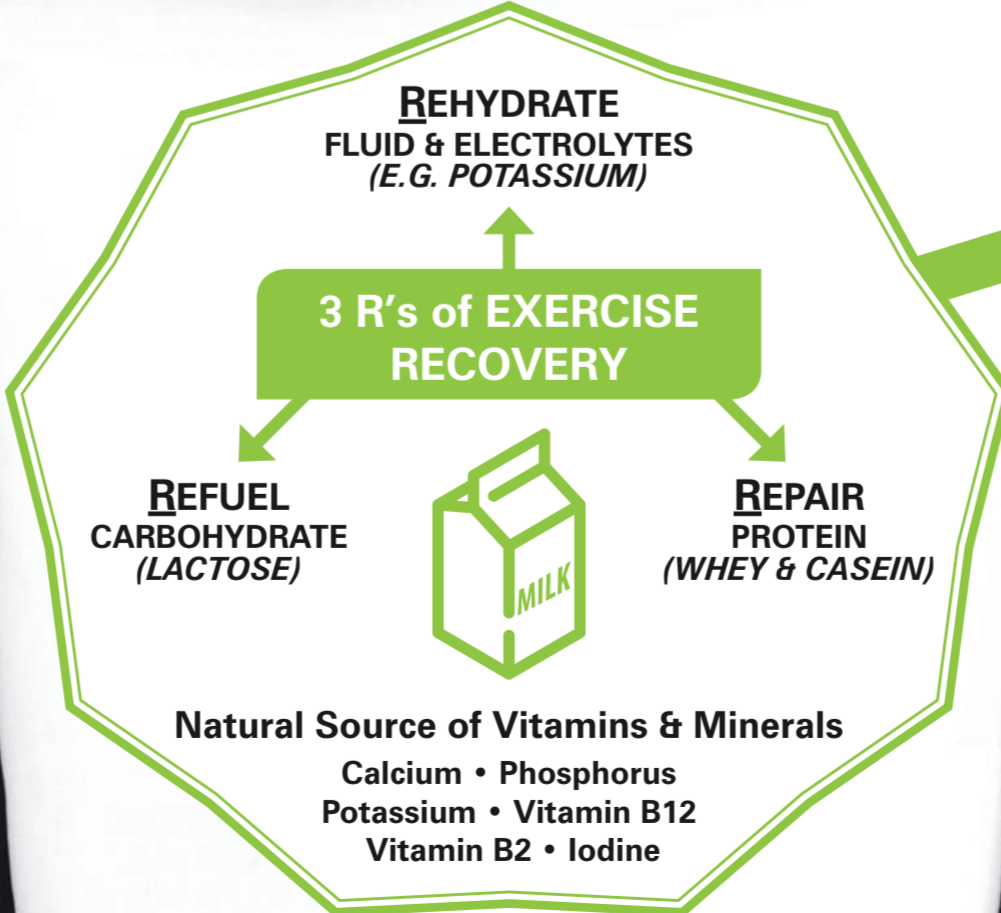 REHYDRATE
FLUID & ELECTROLYTES
(E.G. POTASSIUM)
3 R's of EXERCISE
RECOVERY
REFUEL
CARBOHYDRATE
(LACTOSE)
REPAIR
PROTEIN
(WHEY & CASEIN)
MILK
Natural Source of Vitamins & Minerals
Calcium • Phosphorus
Potassium • Vitamin B12
Vitamin B2 • Iodine